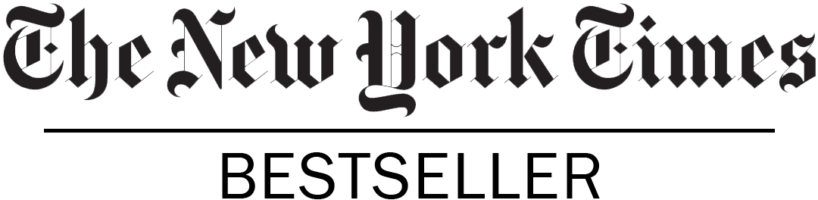 The New York Times
BESTSELLER